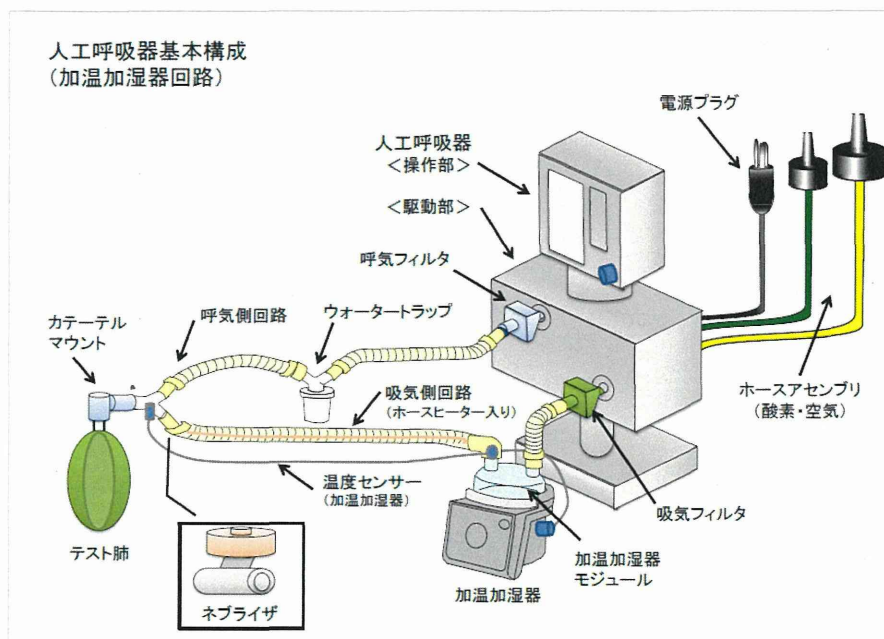 人工呼吸器基本構成
(加温加湿器回路)
電源プラグ
人工呼吸器
<操作部>
<駆動部>
呼気フィルタ
ウォータートラップ
呼気側回路
カテーテル
マウント
吸気側回路
(ホースヒーター入り)
ホースアセンブリ
(酸素・空気)
温度センサー
(加温加湿器)
吸気フィルタ
テスト肺
加温加湿器
モジュール
加温加湿器
ネブライザ